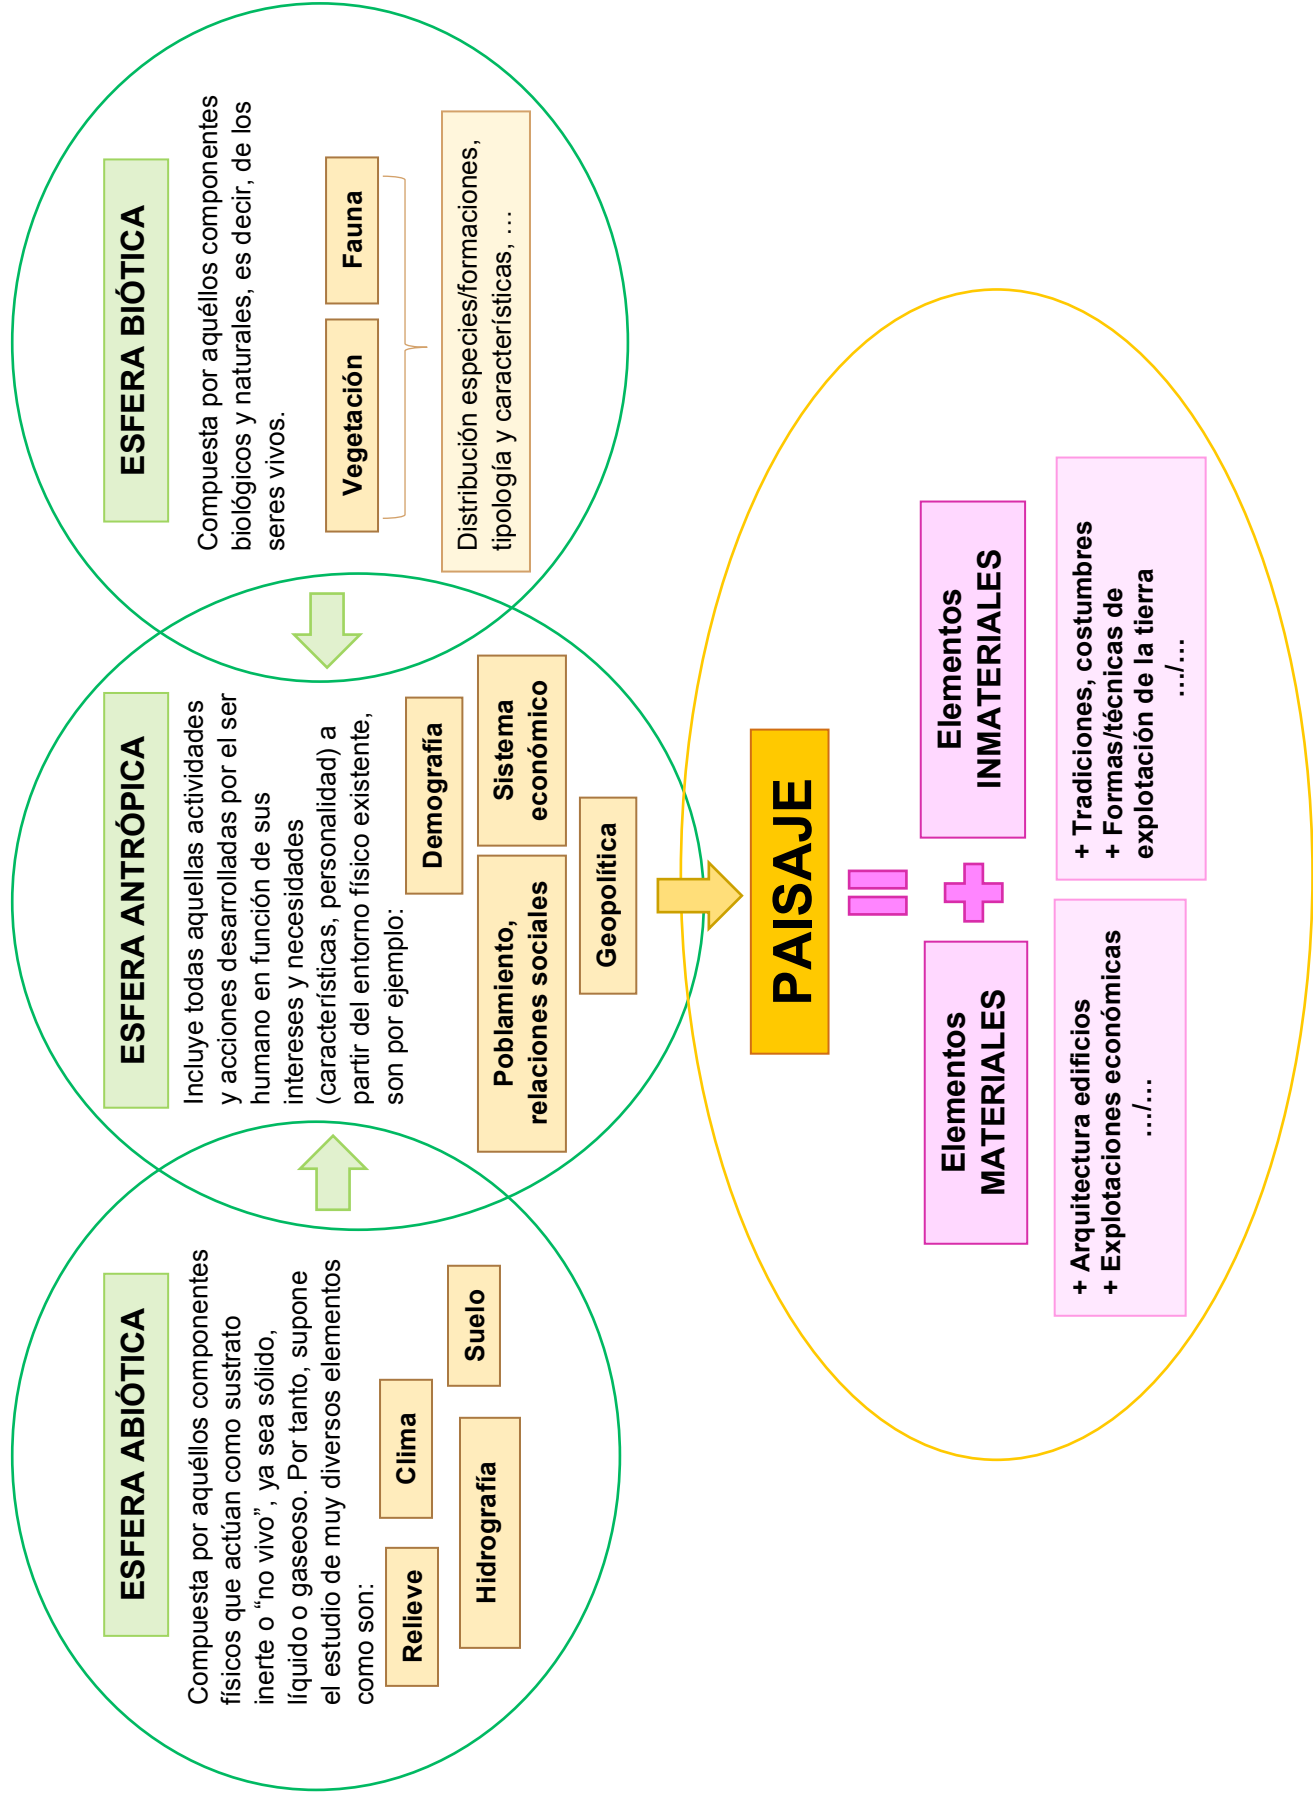 ESFERA ABIÓTICA
Compuesta por aquéllos componentes
físicos que actúan como sustrato
inerte o “no vivo”, ya sea sólido,
líquido o gaseoso. Por tanto, supone
el estudio de muy diversos elementos
como son:
Relieve
Clima
Hidrografía
Suelo
ESFERA ANTRÓPICA
Incluye todas aquellas actividades
y acciones desarrolladas por el ser
humano en función de sus
intereses y necesidades
(características, personalidad) a
partir del entorno físico existente,
son por ejemplo:
Demografía
Poblamiento,
relaciones sociales
Sistema
económico
Geopolítica
ESFERA BIÓTICA
Compuesta por aquéllos componentes
biológicos y naturales, es decir, de los
seres vivos.
Vegetación
Fauna
Distribución especies/formaciones,
tipología y características, …
PAISAJE
Elementos
MATERIALES
Elementos
INMATERIALES
+ Arquitectura edificios
+ Explotaciones económicas
…/…
+ Tradiciones, costumbres
+ Formas/técnicas de
explotación de la tierra
…/…